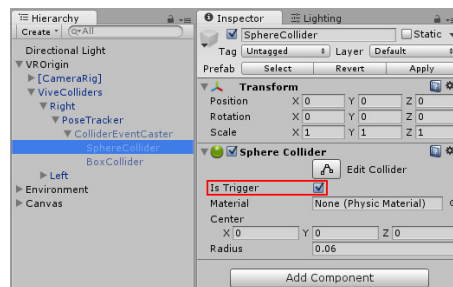 Hierarchy
Create
All
Directional Light
VROrigin
[CameraRig]
ViveColliders
Right
PoseTracker
ColliderEventCaster
SphereCollider
BoxCollider
Left
Environment
Canvas
Inspector Lighting
SphereCollider Static
Tag Untagged Layer Default
Prefab Select Revert Apply
Transform
Position X 0 Y 0 Z 0
Rotation X 0 Y 0 Z 0
Scale X 1 Y 1 Z 1
Sphere Collider
Edit Collider
Is Trigger
Material None (Physic Material)
Center
X 0 Y 0 Z 0
Radius 0.06
Add Component